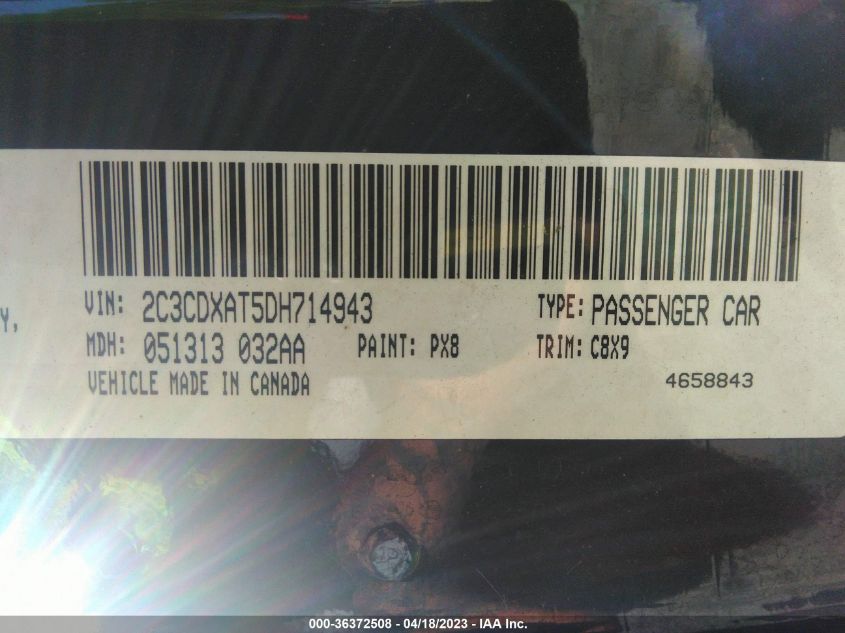 VIN: 2C3CDXAT5DH714943 TYPE: PASSENGER CAR
Y,
MDH: 051313 032AA PAINT: PX8 TRIM: C8X9
VEHICLE MADE IN CANADA 4658843
000-36372508 - 04/18/2023 - IAA Inc.